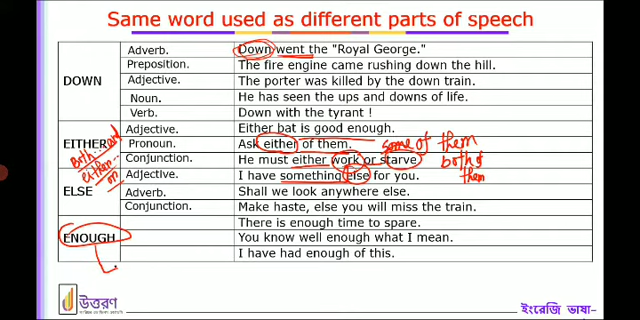 Same word used as different parts of speech
DOWN
Adverb. Down went the "Royal George."
Preposition. The fire engine came rushing down the hill.
Adjective. The porter was killed by the down train.
Noun. He has seen the ups and downs of life.
Verb. Down with the tyrant !
EITHER
Adjective. Either bat is good enough.
Pronoun. Ask either of them. some of them
Conjunction. He must either work or starve both of them
Both...and
either...
or
ELSE
Adjective. I have something else for you.
Adverb. Shall we look anywhere else.
Conjunction. Make haste, else you will miss the train.
ENOUGH
There is enough time to spare.
You know well enough what I mean.
I have had enough of this.
উত্তরণ
ইংরেজি ভাষা-